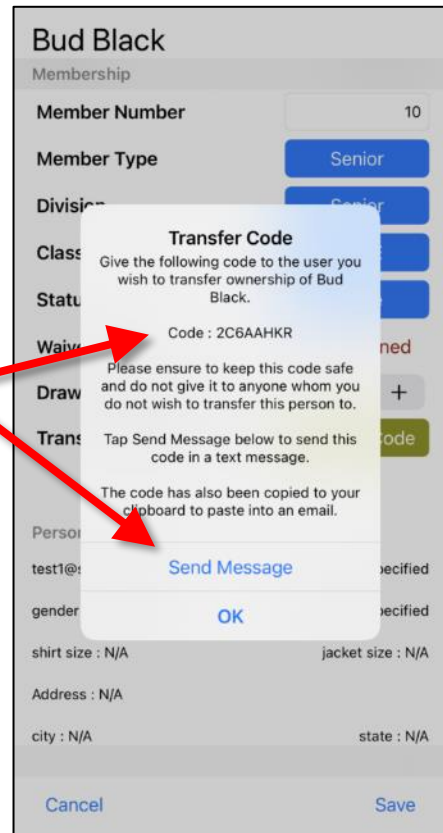 Bud Black
Membership
Member Number 10
Member Type Senior
Transfer Code
Give the following code to the user you
wish to transfer ownership of Bud
Black.
Code : 2C6AAHKR
Please ensure to keep this code safe
and do not give it to anyone whom you
do not wish to transfer this person to.
Tap Send Message below to send this
code in a text message.
The code has also been copied to your
clipboard to paste into an email.
Send Message
OK
Code
gender
shirt size : N/A jacket size : N/A
Address : N/A
city : N/A state : N/A
Cancel Save